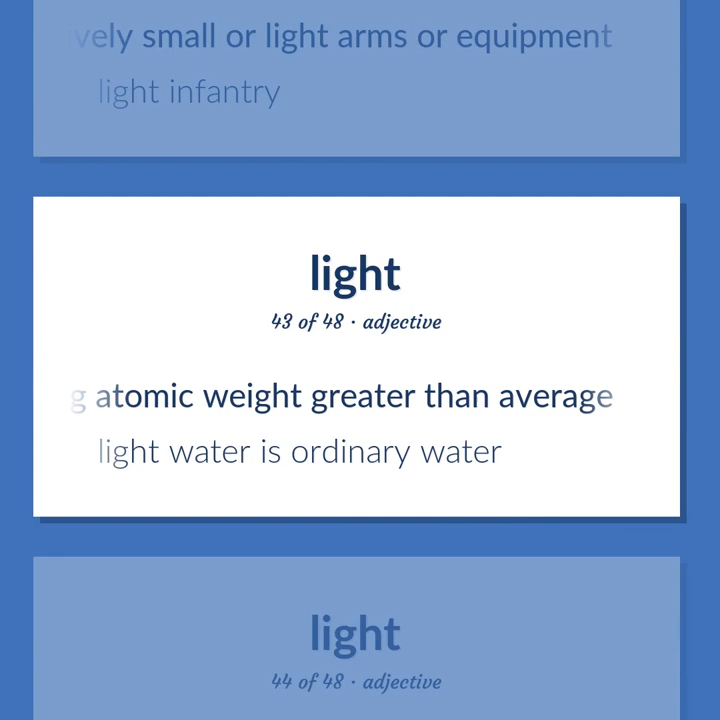 vely small or light arms or equipment
light infantry
light
43 of 48 · adjective
g atomic weight greater than average
light water is ordinary water
light
44 of 48 · adjective